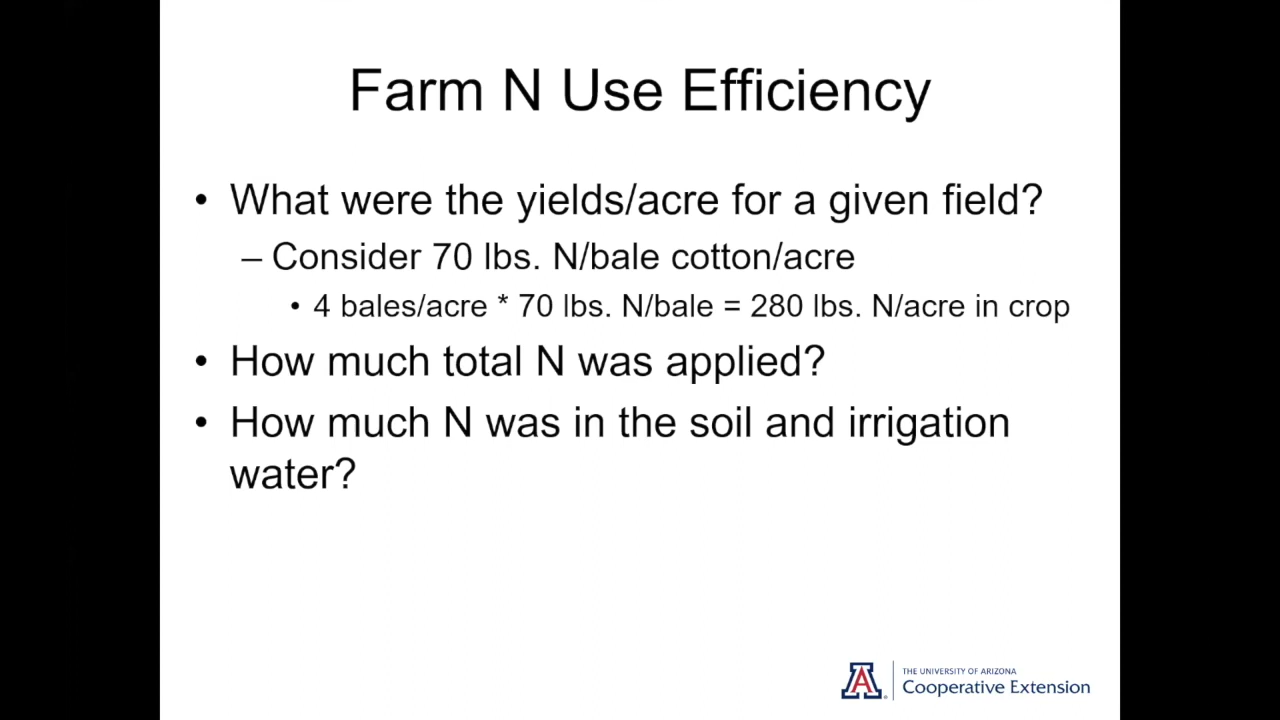 Farm N Use Efficiency
• What were the yields/acre for a given field?
– Consider 70 lbs. N/bale cotton/acre
• 4 bales/acre * 70 lbs. N/bale = 280 lbs. N/acre in crop
• How much total N was applied?
• How much N was in the soil and irrigation
water?
A
THE UNIVERSITY OF ARIZONA
Cooperative Extension